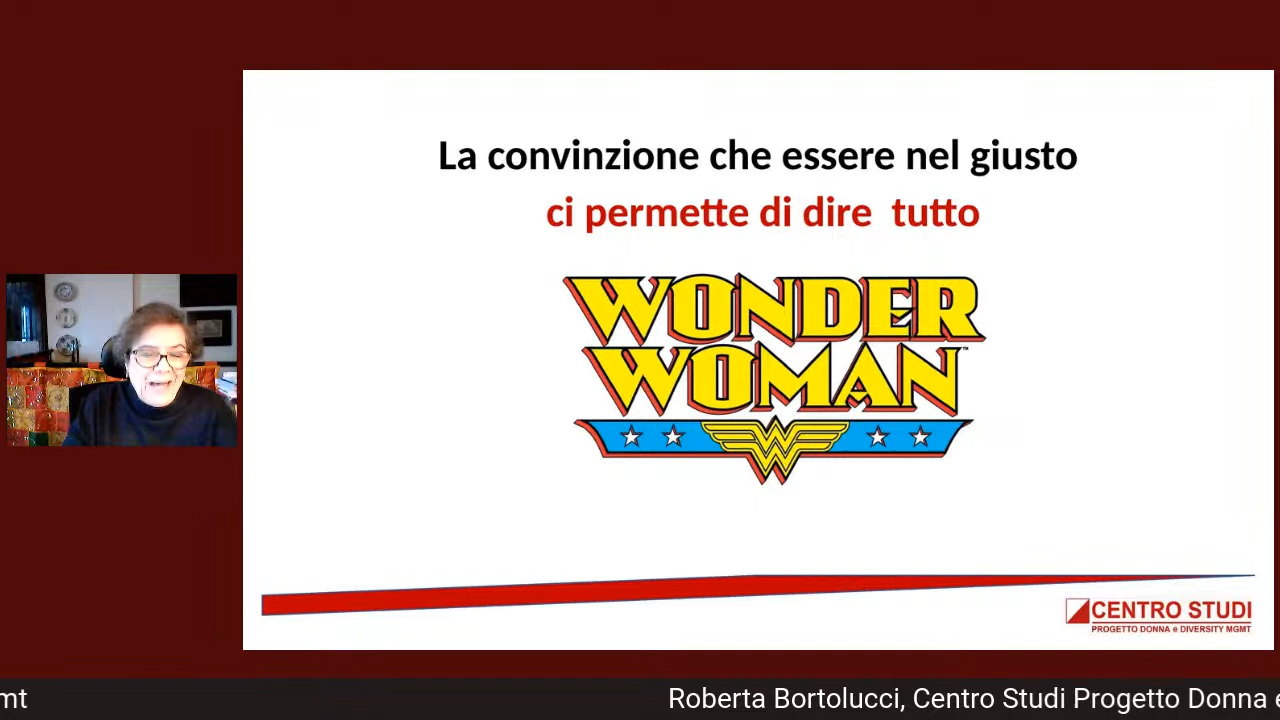 La convinzione che essere nel giusto
ci permette di dire tutto
WONDER
WOMAN
CENTRO STUDI
PROGETTO DONNA e DIVERSITY MGMT
mt
Roberta Bortolucci, Centro Studi Progetto Donna e